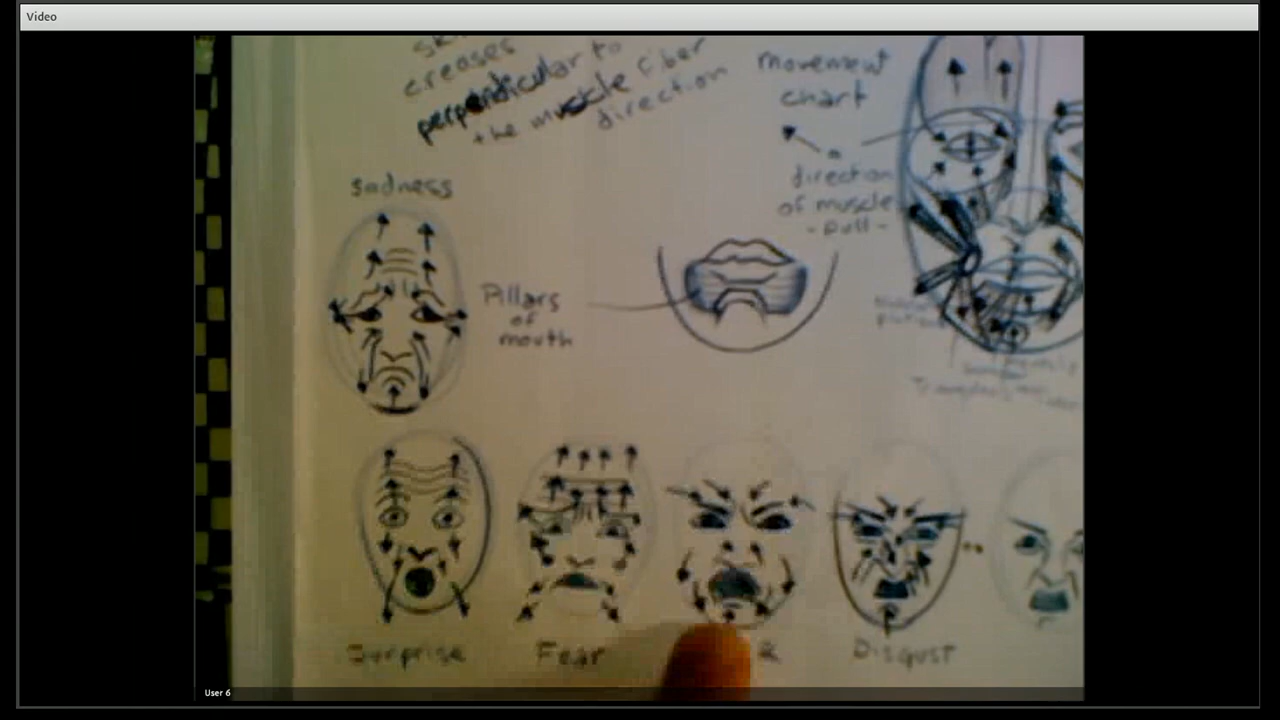 Video
creases
perpendicular to
the muscle fiber
direction
movement
chart
a
direction
of muscle
- pull -
Sadness
Pillars
of
mouth
Surprise
Fear
Disgust
User 6